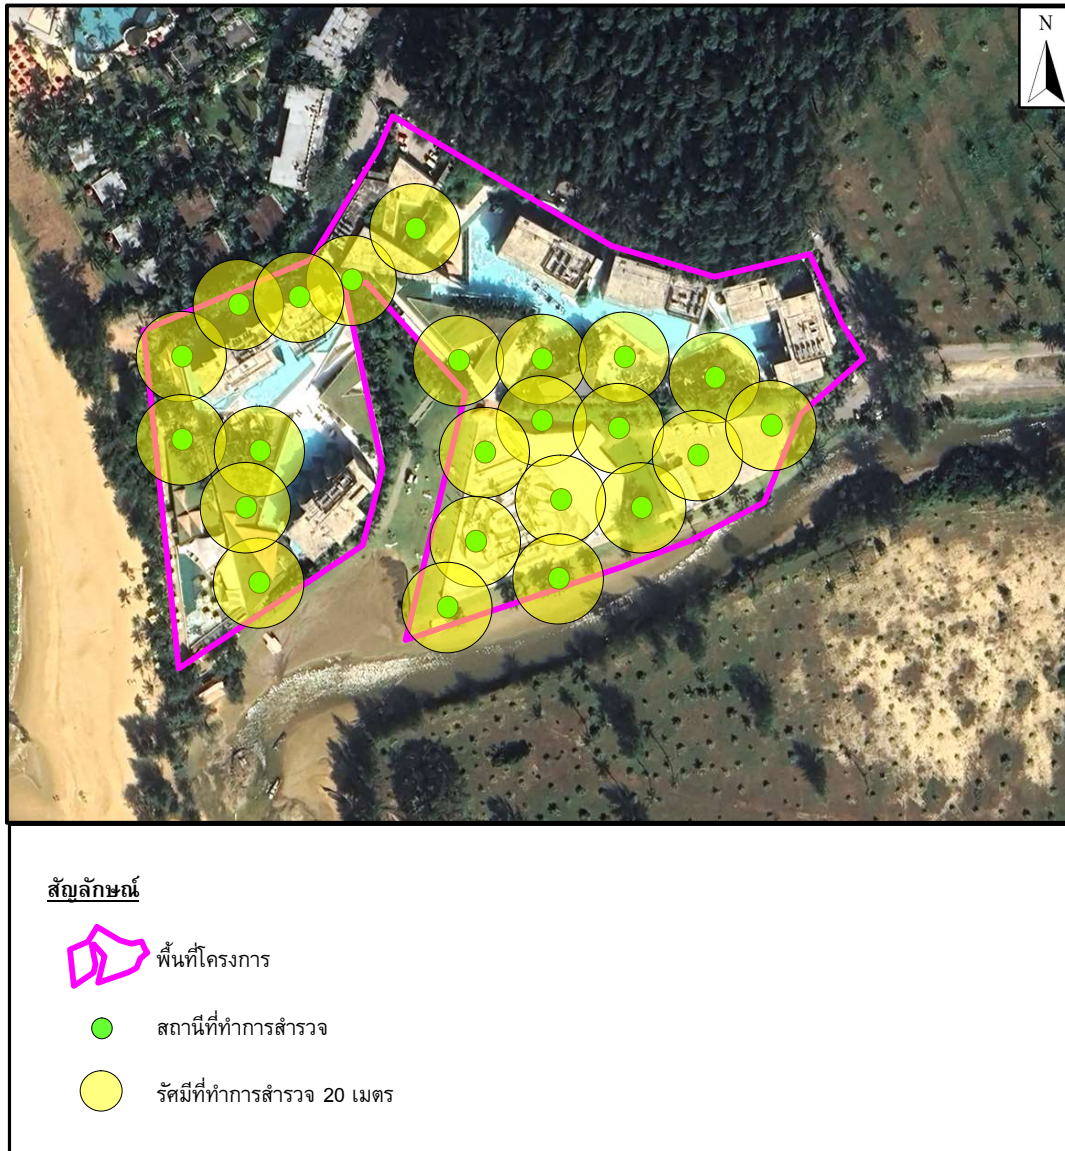 N
สัญลักษณ์
พื้นที่โครงการ
สถานีที่ทำการสำรวจ
รัศมีที่ทำการสำรวจ 20 เมตร